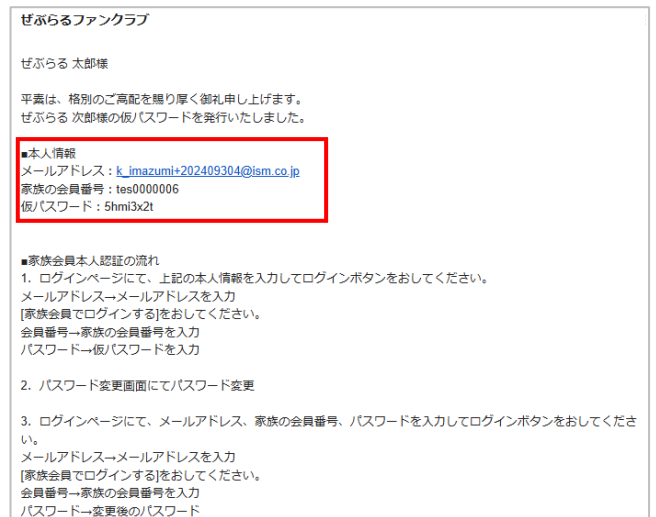 ぜぶらるファンクラブ
ぜぶらる 太郎様
平素は、格別のご高配を賜り厚く御礼申し上げます。
ぜぶらる 次郎様の仮パスワードを発行いたしました。
■本人情報
メールアドレス：k_imazumi+202409304@ism.co.jp
家族の会員番号：tes0000006
仮パスワード：5hmi3x2t
■家族会員本人認証の流れ
1．ログインページにて、上記の本人情報を入力してログインボタンをおしてください。
メールアドレス→メールアドレスを入力
[家族会員でログインする]をおしてください。
会員番号→家族の会員番号を入力
パスワード→仮パスワードを入力
2．パスワード変更画面にてパスワード変更
3．ログインページにて、メールアドレス、家族の会員番号、パスワードを入力してログインボタンをおしてくださ
い。
メールアドレス→メールアドレスを入力
[家族会員でログインする]をおしてください。
会員番号→家族の会員番号を入力
パスワード→変更後のパスワード